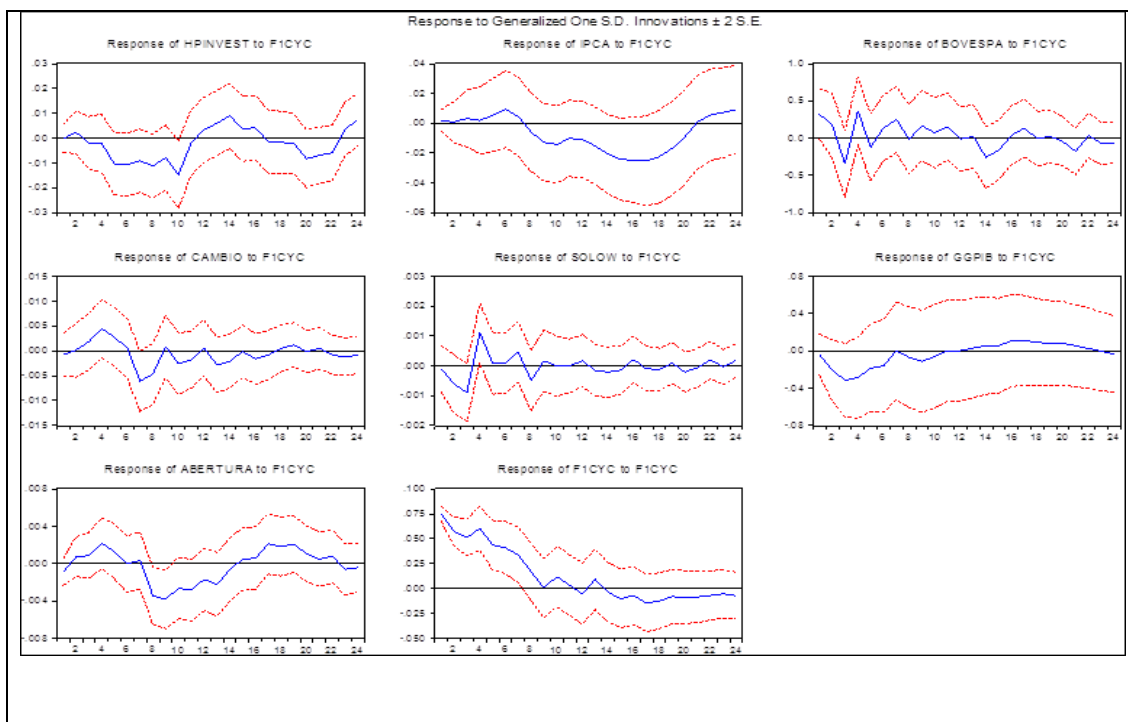 Response to Generalized One S.D. Innovations ± 2 S.E.
Response of HPINVEST to F1CYC
.03
.02
.01
.00
-.01
-.02
-.03
2 4 6 8 10 12 14 16 18 20 22 24
Response of IPCA to F1CYC
.04
.02
.00
-.02
-.04
-.06
2 4 6 8 10 12 14 16 18 20 22 24
Response of BOVESPA to F1CYC
1.0
0.5
0.0
-0.5
-1.0
2 4 6 8 10 12 14 16 18 20 22 24
Response of CAMBIO to F1CYC
.015
.010
.005
.000
-.005
-.010
-.015
2 4 6 8 10 12 14 16 18 20 22 24
Response of SOLOW to F1CYC
.003
.002
.001
.000
-.001
-.002
2 4 6 8 10 12 14 16 18 20 22 24
Response of GGPIB to F1CYC
.08
.04
.00
-.04
-.08
2 4 6 8 10 12 14 16 18 20 22 24
Response of ABERTURA to F1CYC
.008
.004
.000
-.004
-.008
2 4 6 8 10 12 14 16 18 20 22 24
Response of F1CYC to F1CYC
.100
.075
.050
.025
.000
-.025
-.050
2 4 6 8 10 12 14 16 18 20 22 24